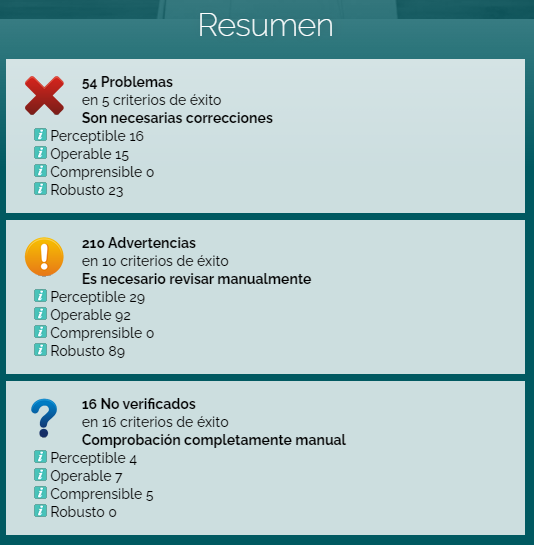 Resumen
54 Problemas
en 5 criterios de éxito
Son necesarias correcciones
Perceptible 16
Operable 15
Comprensible 0
Robusto 23
210 Advertencias
en 10 criterios de éxito
Es necesario revisar manualmente
Perceptible 29
Operable 92
Comprensible 0
Robusto 89
16 No verificados
en 16 criterios de éxito
Comprobación completamente manual
Perceptible 4
Operable 7
Comprensible 5
Robusto 0